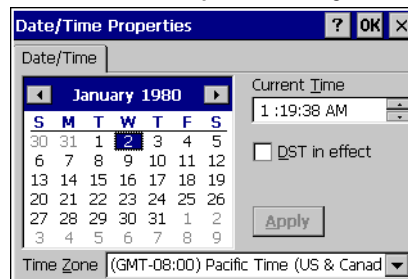 Date/Time Properties ? OK ×
Date/Time
January 1980
S M T W T F S
30 31 1 2 3 4 5
6 7 8 9 10 11 12
13 14 15 16 17 18 19
20 21 22 23 24 25 26
27 28 29 30 31 1 2
3 4 5 6 7 8 9
Current Time
1 :19:38 AM
DST in effect
Apply
Time Zone (GMT-08:00) Pacific Time (US & Canad